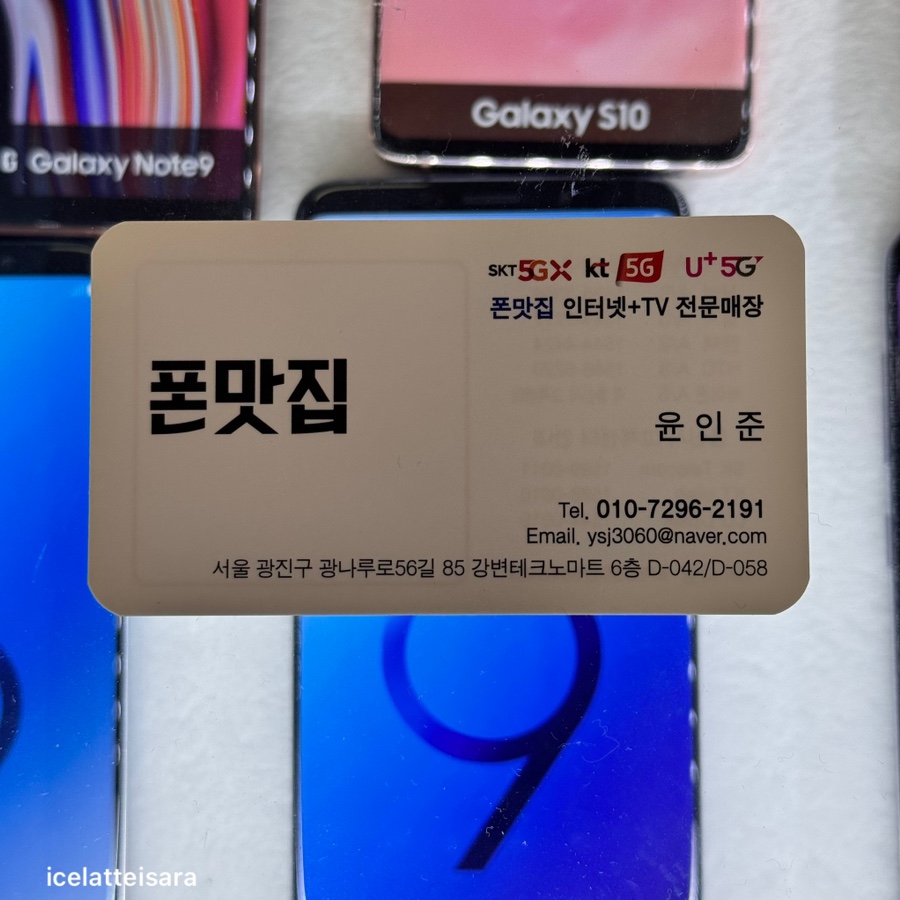 Galaxy S10
Galaxy Note9
SKT 5GX kt 5G U+5G
폰맛집 인터넷+TV 전문매장
폰맛집
윤인준
Tel. 010-7296-2191
Email. ysj3060@naver.com
서울 광진구 광나루로56길 85 강변테크노마트 6층 D-042/D-058
9
icelatteisara